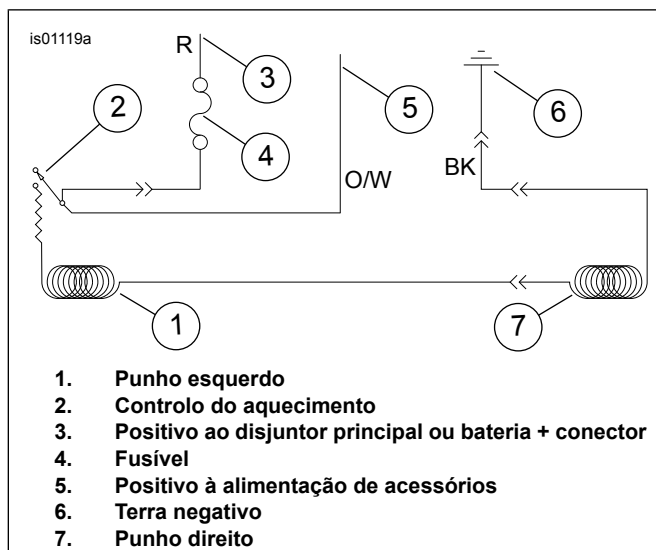 is01119a
R
3
2
5
6
4
O/W
BK
1
7
1. Punho esquerdo
2. Controlo do aquecimento
3. Positivo ao disjuntor principal ou bateria + conector
4. Fusível
5. Positivo à alimentação de acessórios
6. Terra negativo
7. Punho direito